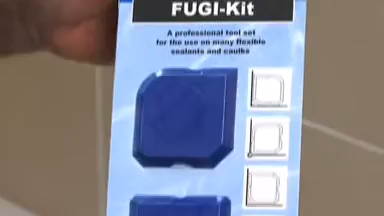 FUGI-Kit
A professional tool set
for the use on many flexible
sealants and caulks